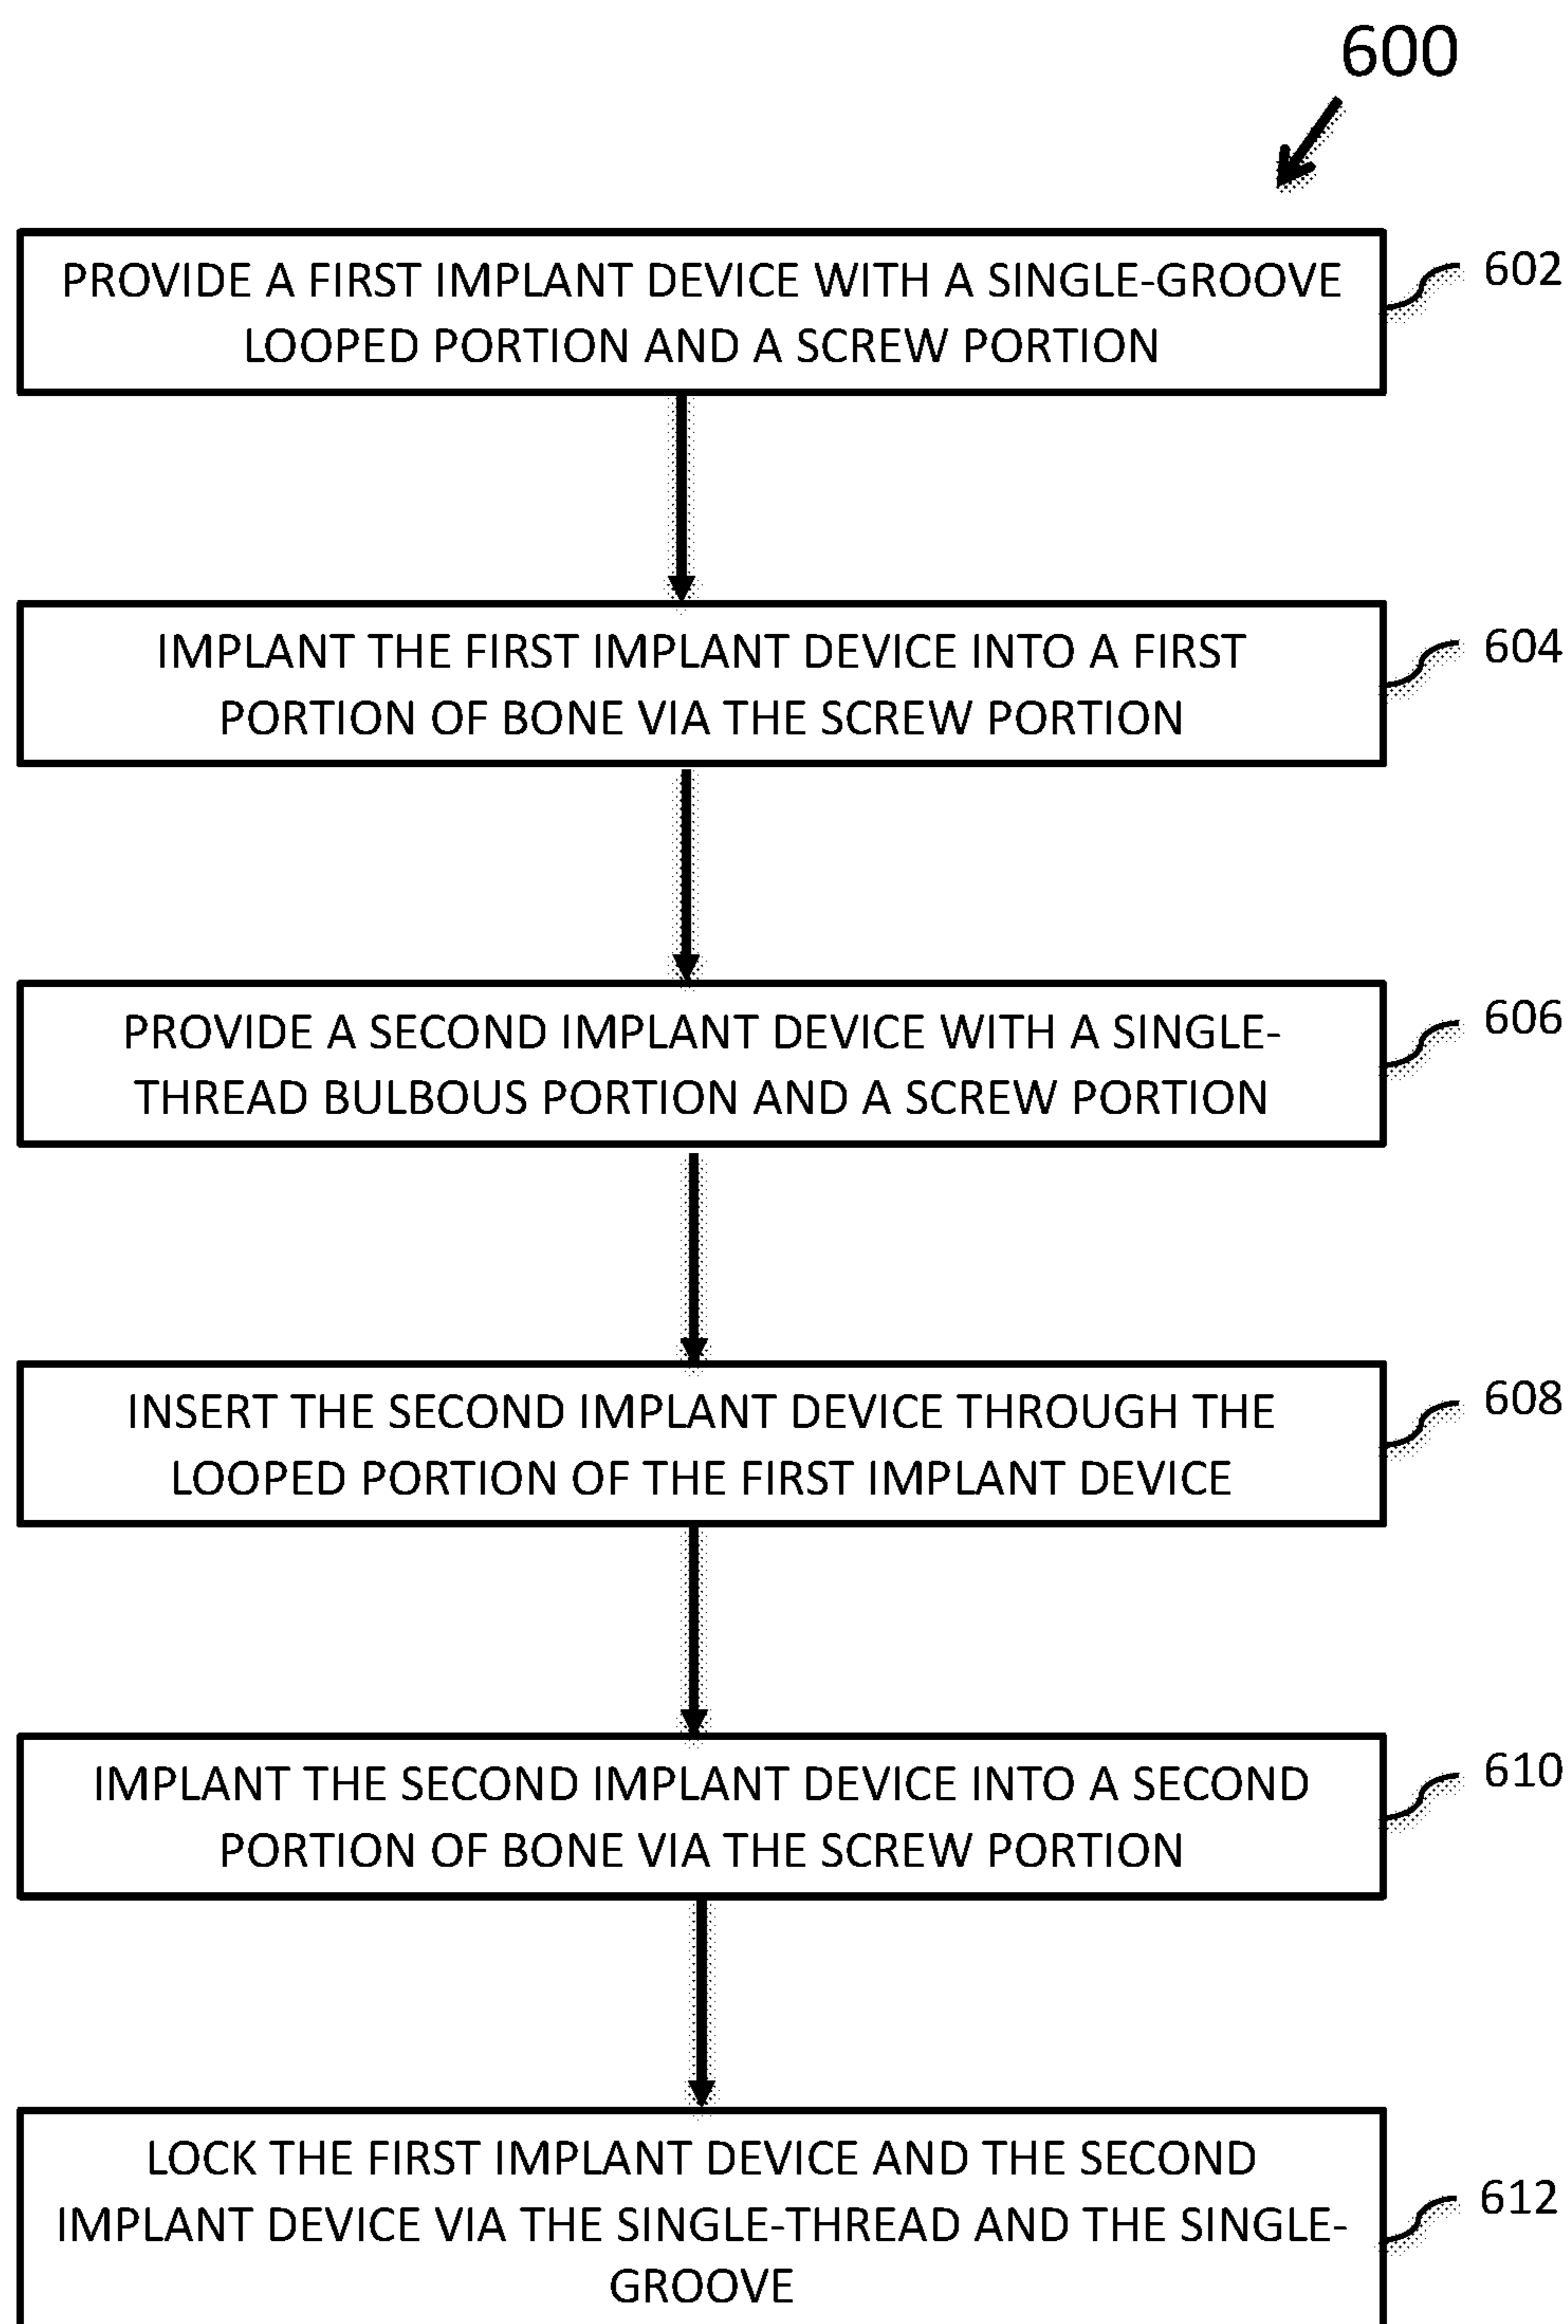 600
PROVIDE A FIRST IMPLANT DEVICE WITH A SINGLE-GROOVE
LOOPED PORTION AND A SCREW PORTION
602
IMPLANT THE FIRST IMPLANT DEVICE INTO A FIRST
PORTION OF BONE VIA THE SCREW PORTION
604
PROVIDE A SECOND IMPLANT DEVICE WITH A SINGLE-
THREAD BULBOUS PORTION AND A SCREW PORTION
606
INSERT THE SECOND IMPLANT DEVICE THROUGH THE
LOOPED PORTION OF THE FIRST IMPLANT DEVICE
608
IMPLANT THE SECOND IMPLANT DEVICE INTO A SECOND
PORTION OF BONE VIA THE SCREW PORTION
610
LOCK THE FIRST IMPLANT DEVICE AND THE SECOND
IMPLANT DEVICE VIA THE SINGLE-THREAD AND THE SINGLE-
GROOVE
612